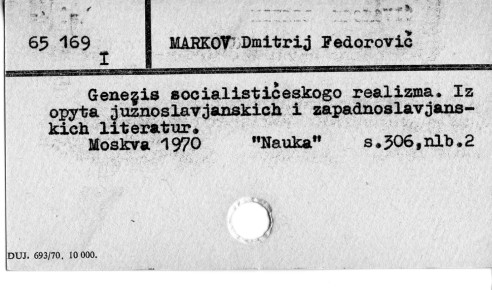 65 169
I
MARKOV Dmitrij Fedorovič
Genezis socialističeskogo realizma. Iz
opyta južnoslavjanskich i zapadnoslavjans-
kich literatur.
Moskva 1970 "Nauka" s.306,nlb.2
DUJ. 693/70. 10 000.